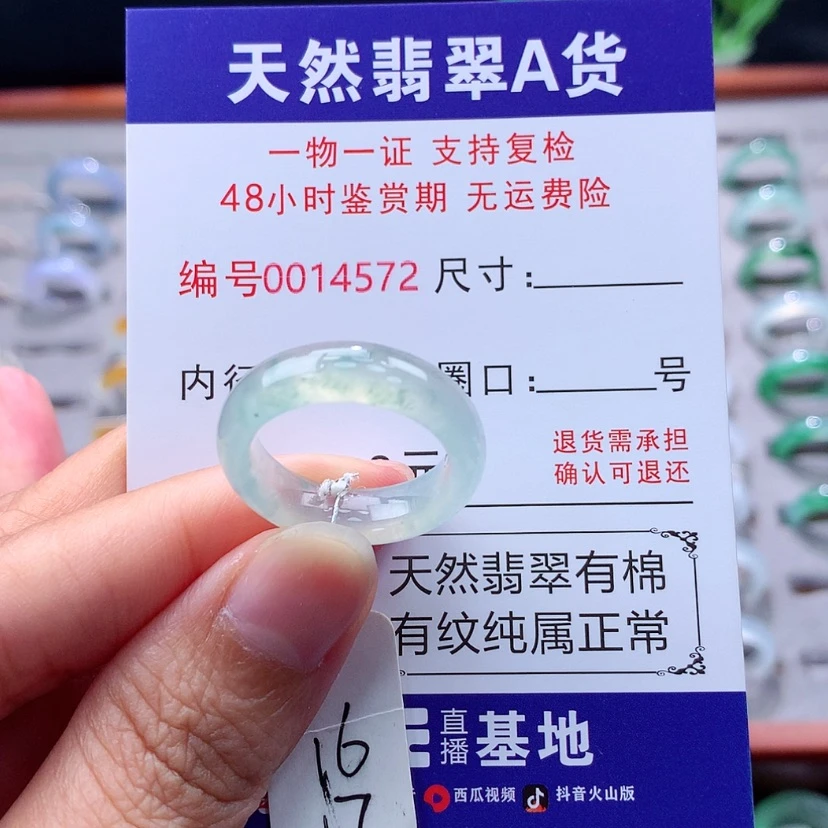 天然翡翠A货
一物一证 支持复检
48小时鉴赏期 无运费险
编号0014572 尺寸:
内 圈口: 号
元
退货需承担
确认可退还
天然翡翠有棉
有纹纯属正常
直播基地
西瓜视频 抖音火山版
16
17